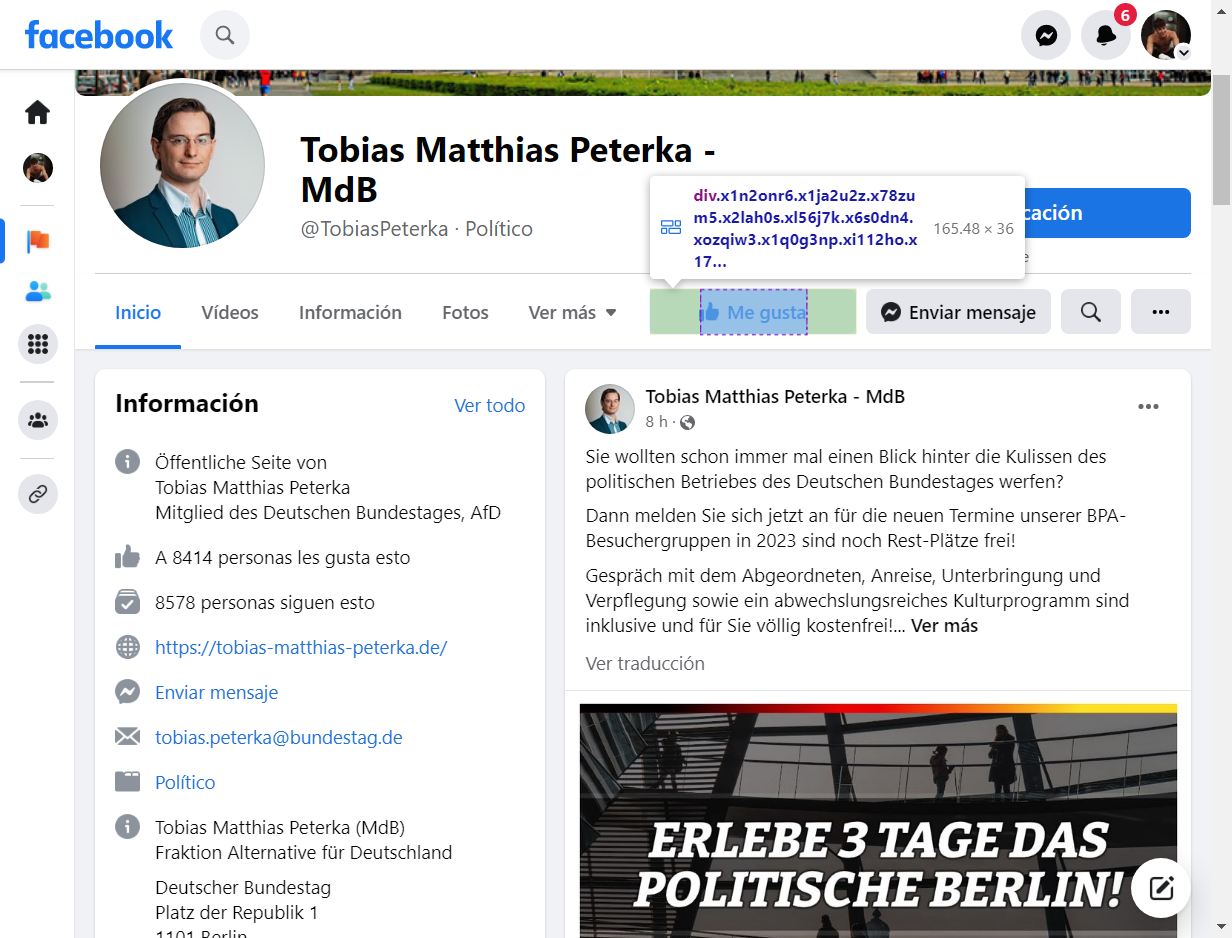 facebook
6
Tobias Matthias Peterka -
MdB
@TobiasPeterka · Político
div.x1n2onr6.x1ja2u2z.x78zu
m5.x2lah0s.xl56j7k.x6s0dn4.
xozqiw3.x1q0g3np.xi112ho.x
17...
165.48 × 36
Inicio
Vídeos
Información
Fotos
Ver más
Me gusta
Enviar mensaje
Información
Ver todo
Öffentliche Seite von
Tobias Matthias Peterka
Mitglied des Deutschen Bundestages, AfD
A 8414 personas les gusta esto
8578 personas siguen esto
https://tobias-matthias-peterka.de/
Enviar mensaje
tobias.peterka@bundestag.de
Político
Tobias Matthias Peterka (MdB)
Fraktion Alternative für Deutschland
Deutscher Bundestag
Platz der Republik 1
1101 Berlin
Tobias Matthias Peterka - MdB
8 h ·
Sie wollten schon immer mal einen Blick hinter die Kulissen des
politischen Betriebes des Deutschen Bundestages werfen?
Dann melden Sie sich jetzt an für die neuen Termine unserer BPA-
Besuchergruppen in 2023 sind noch Rest-Plätze frei!
Gespräch mit dem Abgeordneten, Anreise, Unterbringung und
Verpflegung sowie ein abwechslungsreiches Kulturprogramm sind
inklusive und für Sie völlig kostenfrei!... Ver más
Ver traducción
ERLEBE 3 TAGE DAS
POLITISCHE BERLIN!